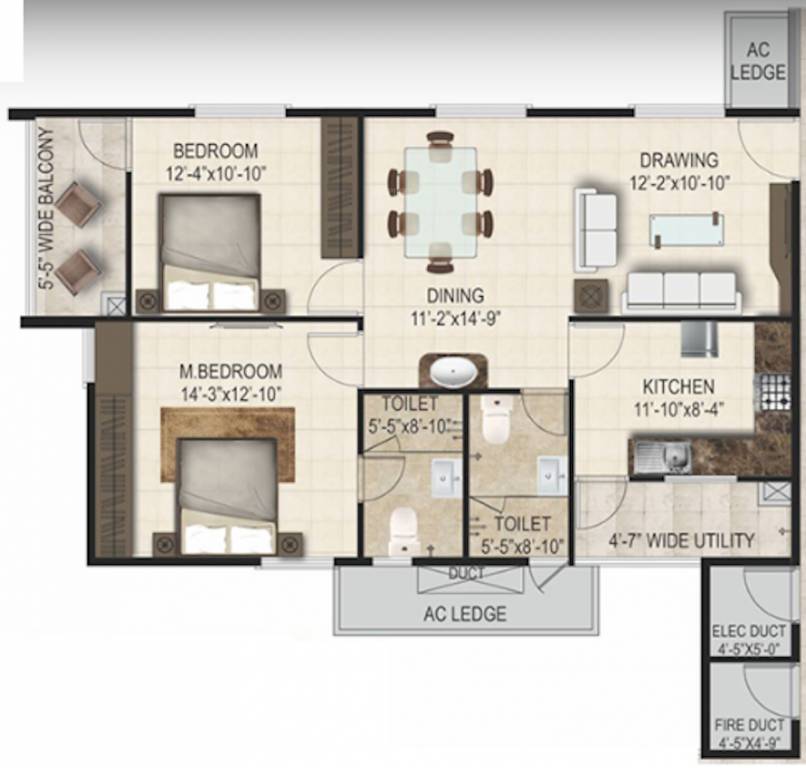 AC
LEDGE
5'-5" WIDE BALCONY
BEDROOM
12'-4"x10'-10"
DRAWING
12'-2"x10'-10"
DINING
11'-2"x14'-9"
M.BEDROOM
14'-3"x12'-10"
KITCHEN
11'-10"x8'-4"
TOILET
5'-5"x8'-10"
TOILET
5'-5"x8'-10"
4'-7" WIDE UTILITY
DUCT
AC LEDGE
ELEC DUCT
4'-5"X5'-0"
FIRE DUCT
4'-5"X4'-9"